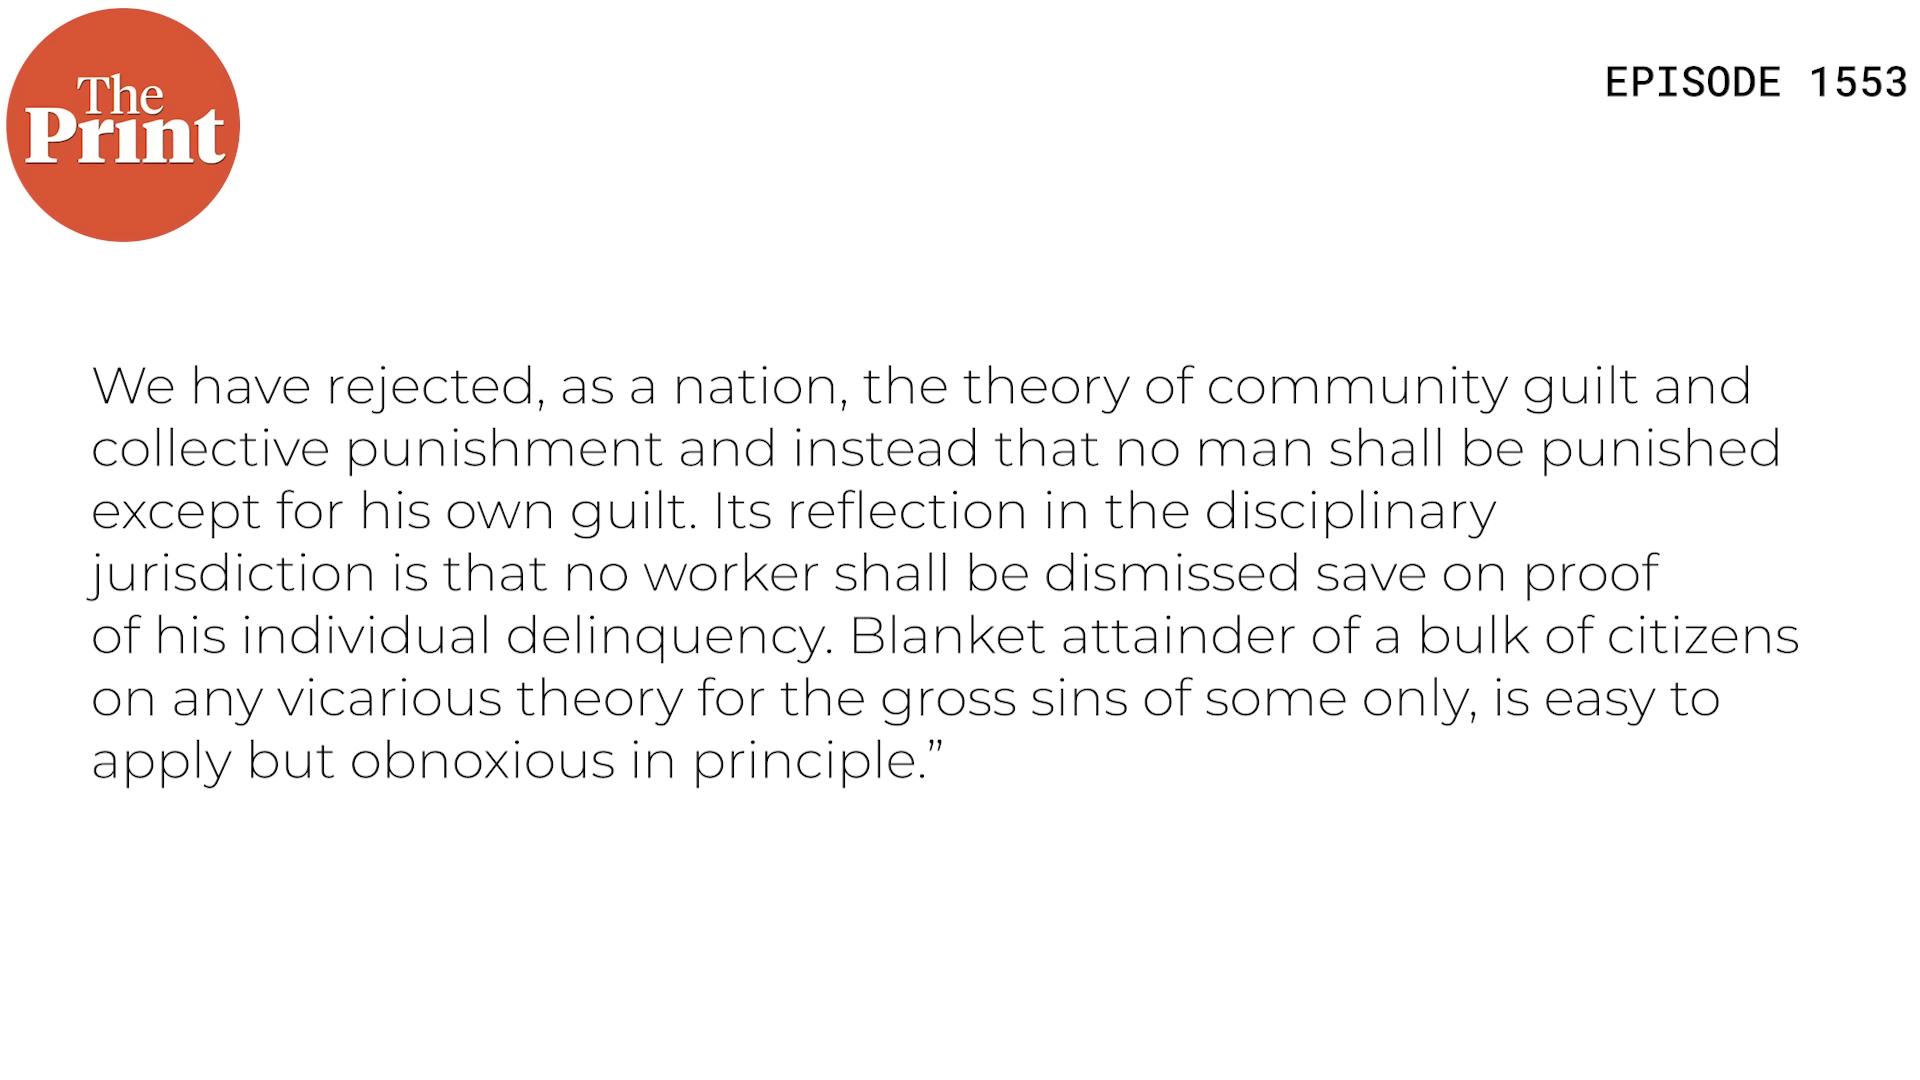 The
Print
EPISODE 1553
We have rejected, as a nation, the theory of community guilt and
collective punishment and instead that no man shall be punished
except for his own guilt. Its reflection in the disciplinary
jurisdiction is that no worker shall be dismissed save on proof
of his individual delinquency. Blanket attainder of a bulk of citizens
on any vicarious theory for the gross sins of some only, is easy to
apply but obnoxious in principle.”